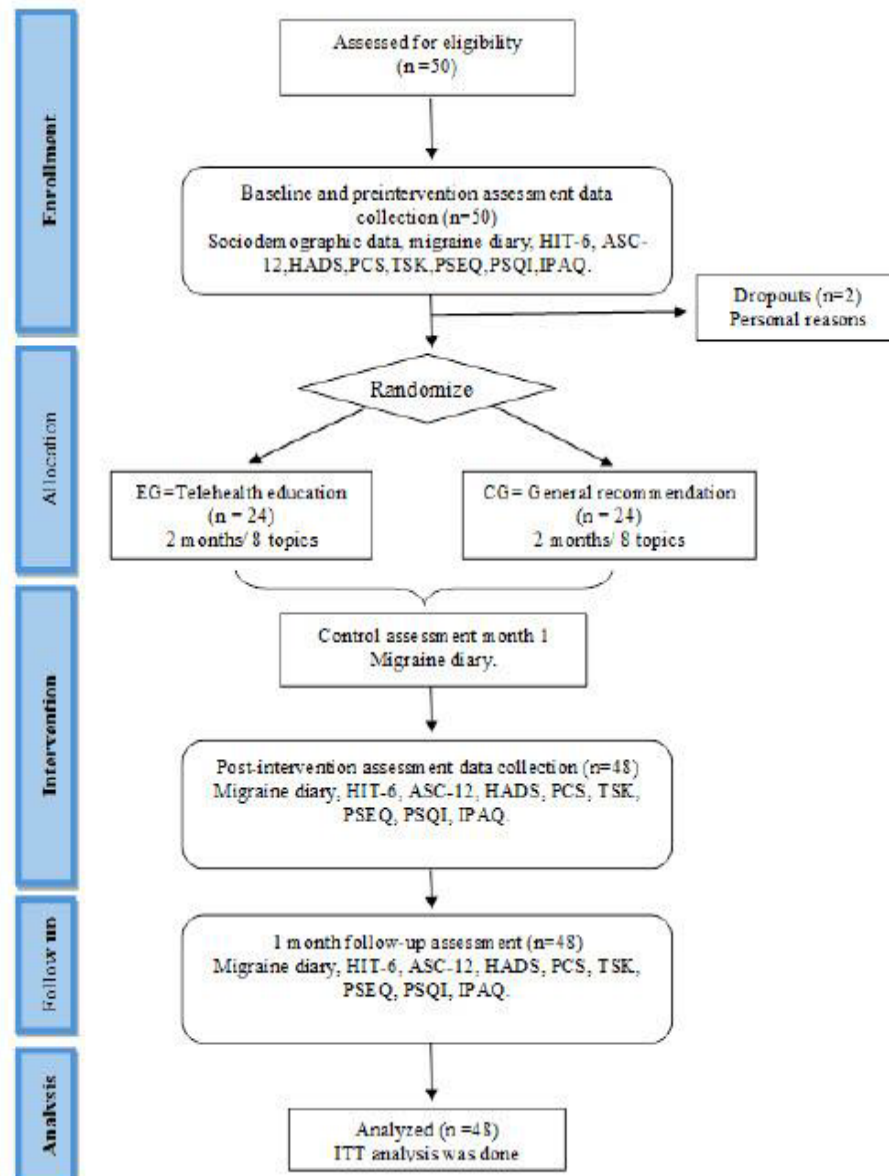 Enrollment
Assessed for eligibility
(n =50)
Baseline and preintervention assessment data
collection (n=50)
Sociodemographic data, migraine diary, HIT-6, ASC-
12,HADS,PCS,TSK,PSEQ,PSQI,IPAQ.
Dropouts (n=2)
Personal reasons
Allocation
Randomize
EG=Telehealth education
(n = 24)
2 months/ 8 topics
CG= General recommendation
(n = 24)
2 months/ 8 topics
Intervention
Control assessment month 1
Migraine diary.
Post-intervention assessment data collection (n=48)
Migraine diary, HIT-6, ASC-12, HADS, PCS, TSK,
PSEQ, PSQI, IPAQ.
Follow up
1 month follow-up assessment (n=48)
Migraine diary, HIT-6, ASC-12, HADS, PCS, TSK,
PSEQ, PSQI, IPAQ.
Analysis
Analyzed (n =48)
ITT analysis was done